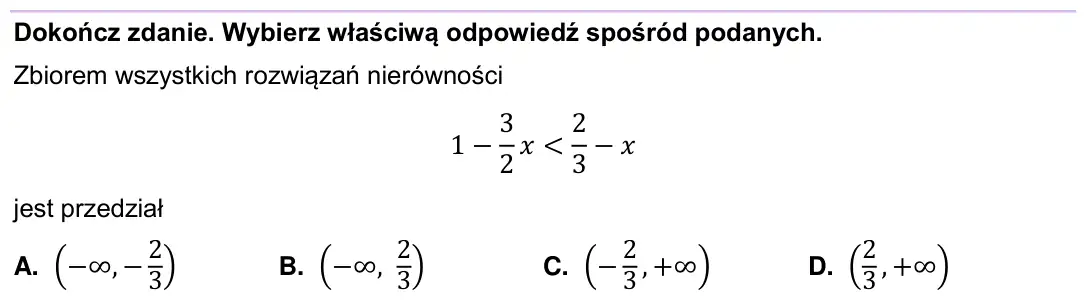 Dokończ zdanie. Wybierz właściwą odpowiedź spośród podanych.
Zbiorem wszystkich rozwiązań nierówności
1 − 3/2 x < 2/3 − x
jest przedział
A. (−∞, −2/3) B. (−∞, 2/3) C. (−2/3, +∞) D. (2/3, +∞)